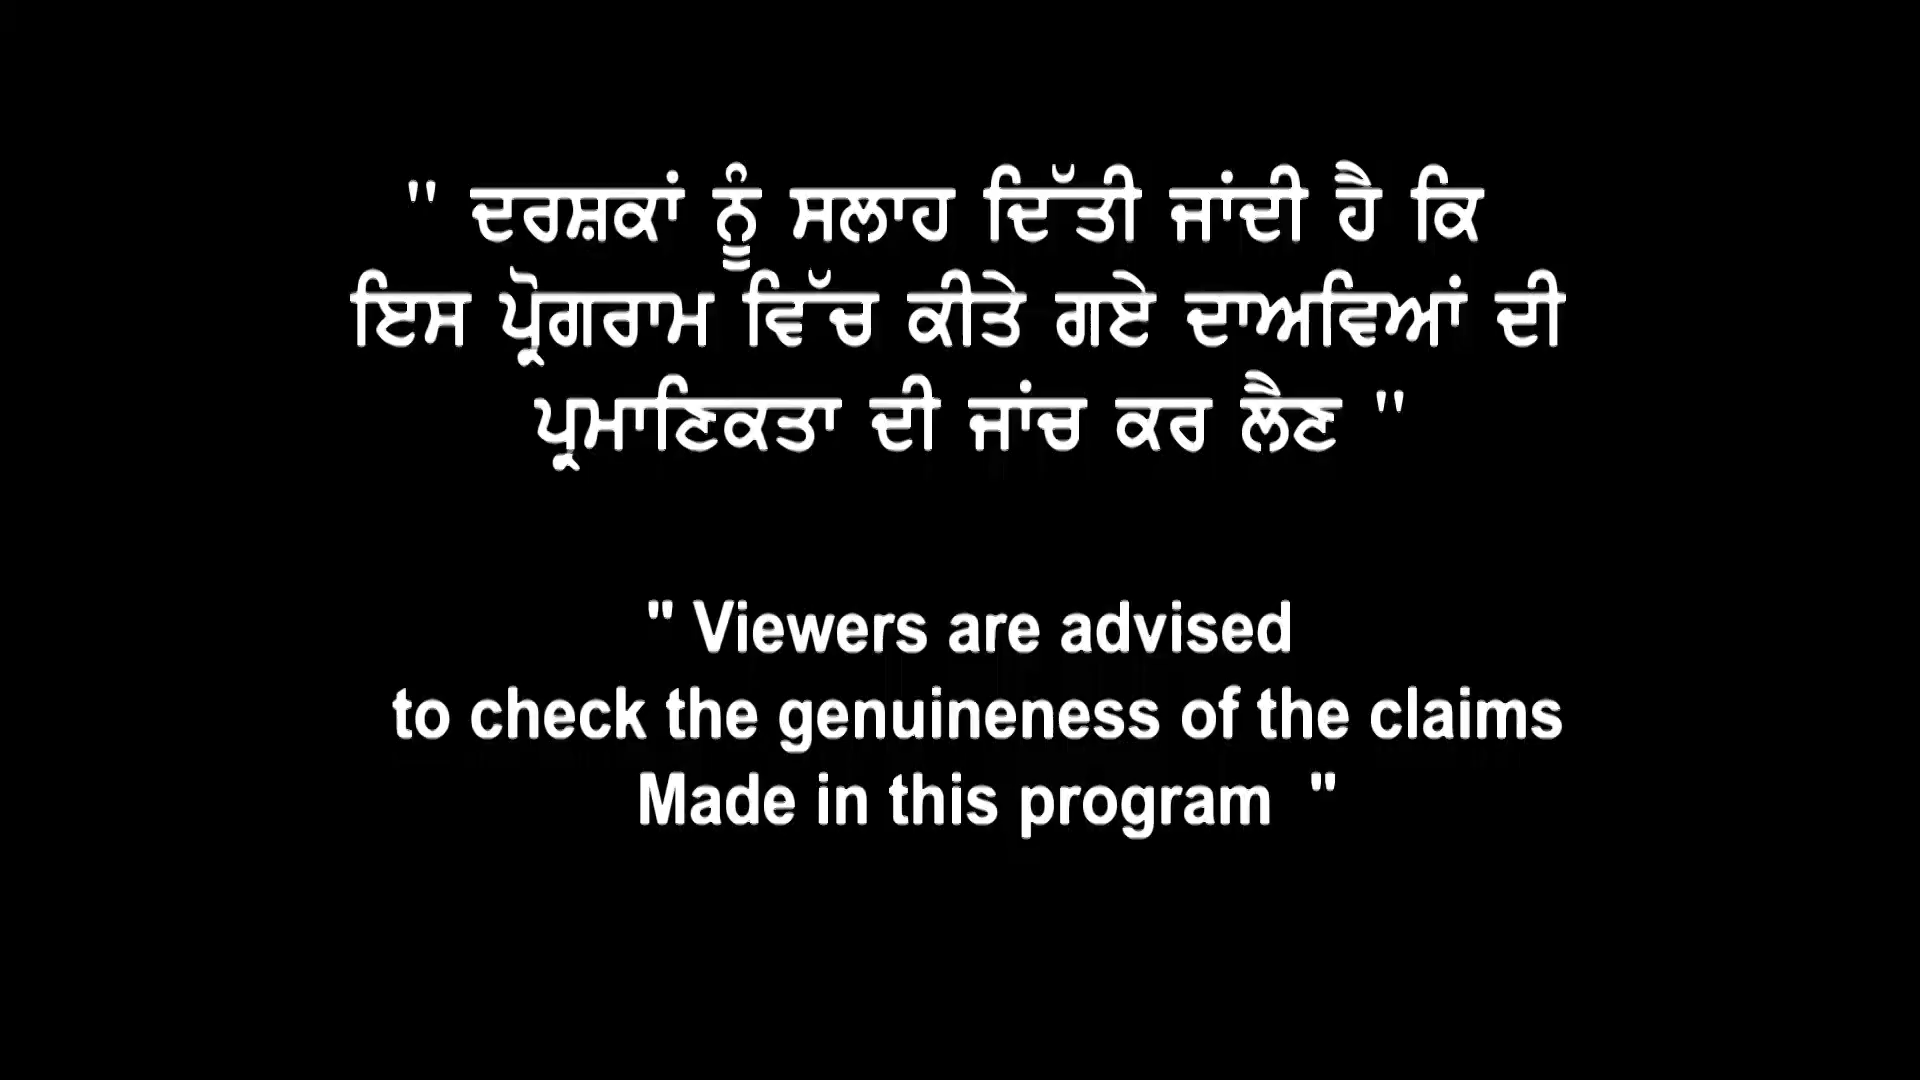 " ਦਰਸ਼ਕਾਂ ਨੂੰ ਸਲਾਹ ਦਿੱਤੀ ਜਾਂਦੀ ਹੈ ਕਿ
ਇਸ ਪ੍ਰੋਗਰਾਮ ਵਿੱਚ ਕੀਤੇ ਗਏ ਦਾਅਵਿਆਂ ਦੀ
ਪ੍ਰਮਾਣਿਕਤਾ ਦੀ ਜਾਂਚ ਕਰ ਲੈਣ "
" Viewers are advised
to check the genuineness of the claims
Made in this program "